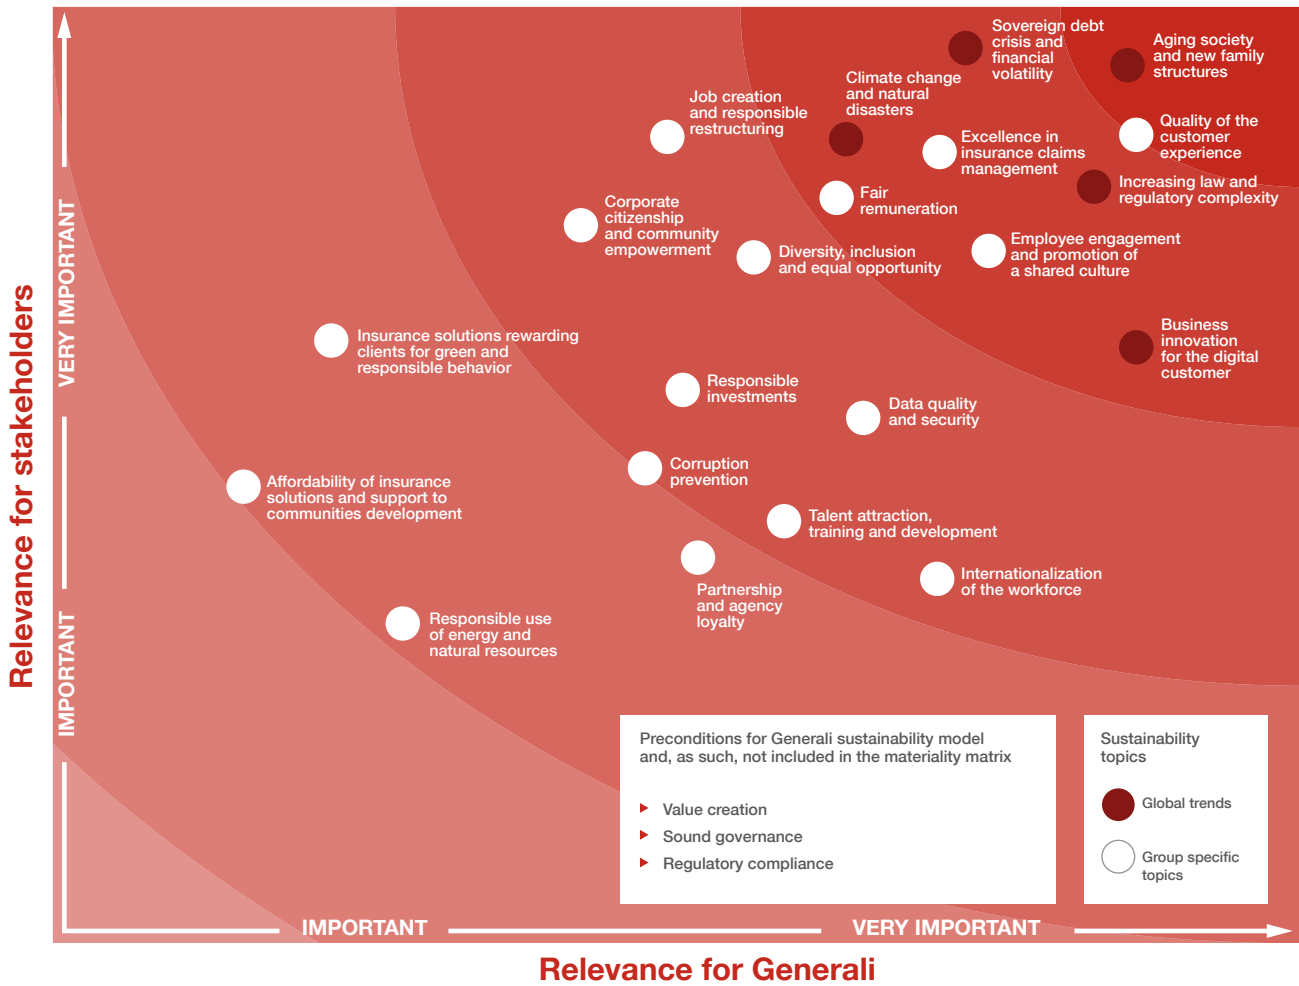 Sovereign debt
crisis and
financial
volatility
Aging society
and new family
structures
Climate change
and natural
disasters
Job creation
and responsible
restructuring
Quality of the
customer
experience
Excellence in
insurance claims
management
Increasing law and
regulatory complexity
Fair
remuneration
Corporate
citizenship
and community
empowerment
Diversity, inclusion
and equal opportunity
Employee engagement
and promotion of
a shared culture
Business
innovation
for the digital
customer
Insurance solutions rewarding
clients for green and
responsible behavior
Responsible
investments
Data quality
and security
Corruption
prevention
Affordability of insurance
solutions and support to
communities development
Talent attraction,
training and development
Internationalization
of the workforce
Partnership
and agency
loyalty
Responsible use
of energy and
natural resources
Relevance for stakeholders
VERY IMPORTANT
IMPORTANT
Preconditions for Generali sustainability model
and, as such, not included in the materiality matrix
Value creation
Sound governance
Regulatory compliance
Sustainability
topics
Global trends
Group specific
topics
IMPORTANT
VERY IMPORTANT
Relevance for Generali